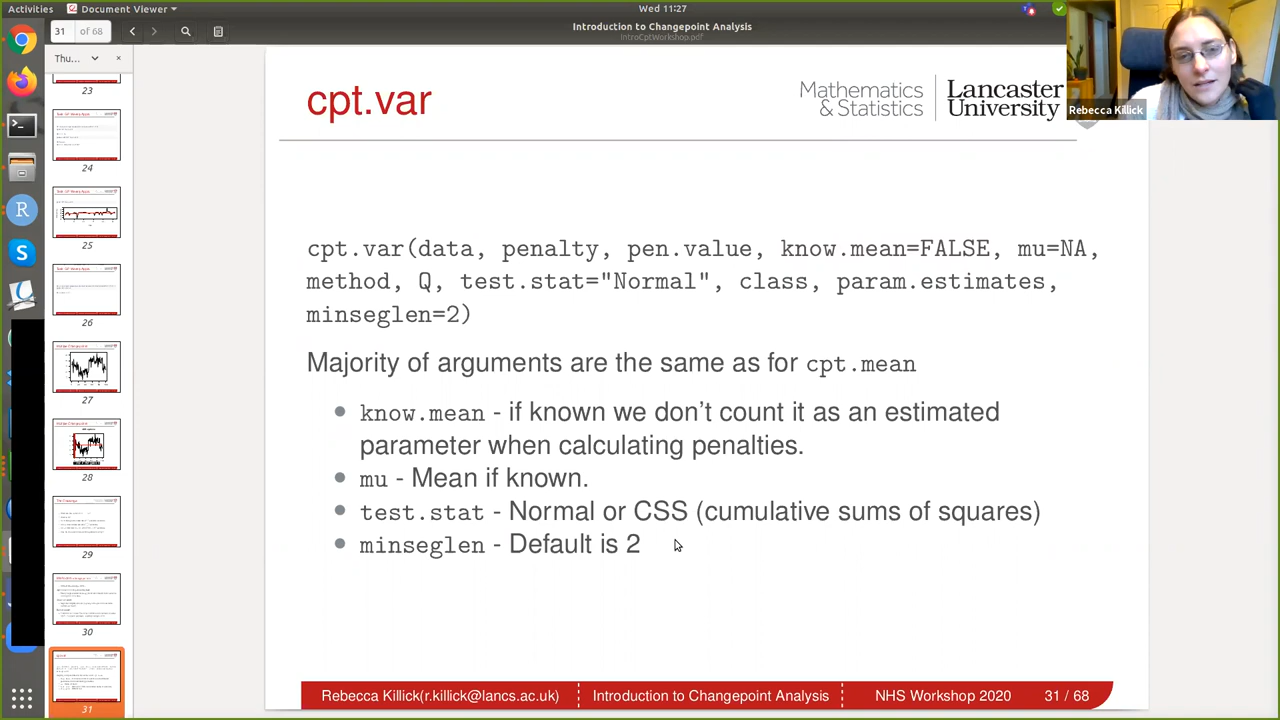 Activities
Document Viewer
Wed 11:27
31
of 68
Introduction to Changepoint Analysis
IntroCptWorkshop.pdf
Thu...
23
24
25
26
27
28
29
30
31
cpt.var
Mathematics
& Statistics
Lancaster
University
Rebecca Killick
cpt.var(data, penalty, pen.value, know.mean=FALSE, mu=NA,
method, Q, test.stat="Normal", class, param.estimates,
minseglen=2)
Majority of arguments are the same as for cpt.mean
know.mean - if known we don't count it as an estimated
parameter when calculating penalties.
mu - Mean if known.
test.stat - Normal or CSS (cumulative sums of squares)
minseglen - Default is 2
Rebecca Killick(r.killick@lancs.ac.uk)
Introduction to Changepoint Analysis
NHS Workshop 2020
31 / 68